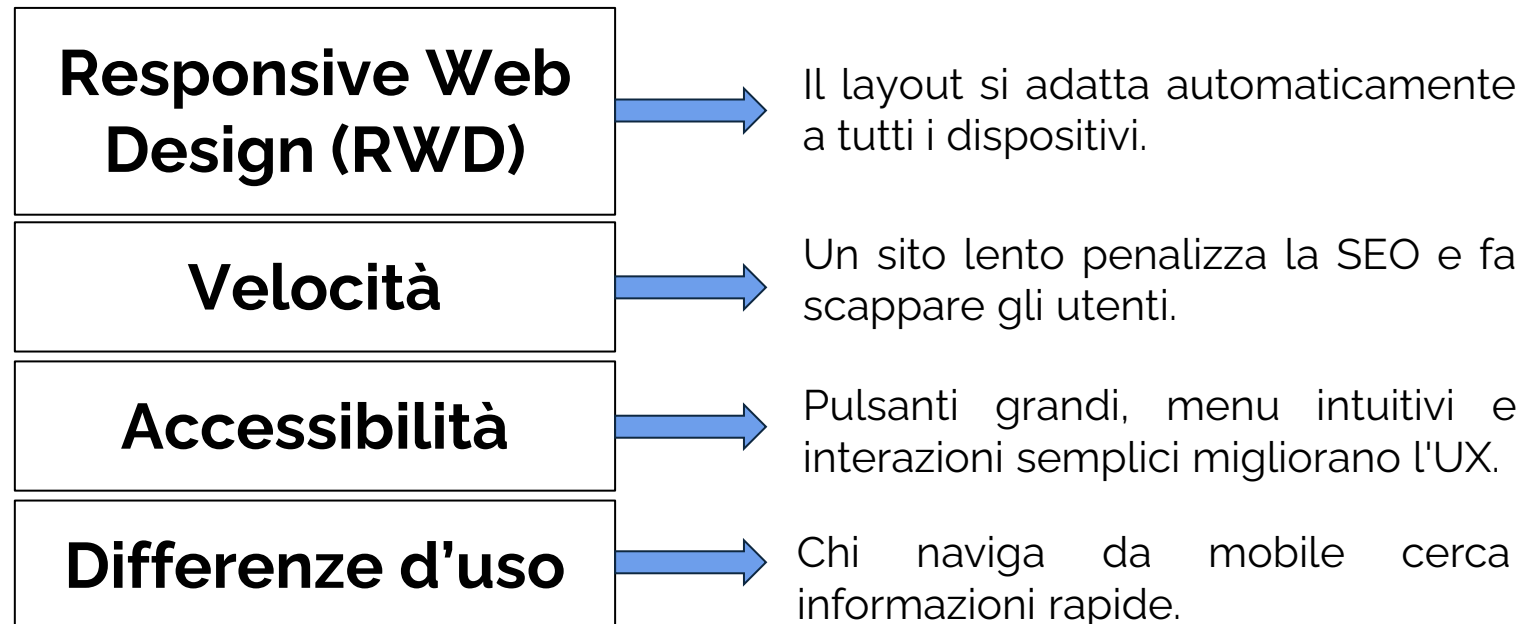 Responsive Web
Design (RWD)
Il layout si adatta automaticamente
a tutti i dispositivi.
Velocità
Un sito lento penalizza la SEO e fa
scappare gli utenti.
Accessibilità
Pulsanti grandi, menu intuitivi e
interazioni semplici migliorano l'UX.
Differenze d’uso
Chi naviga da mobile cerca
informazioni rapide.